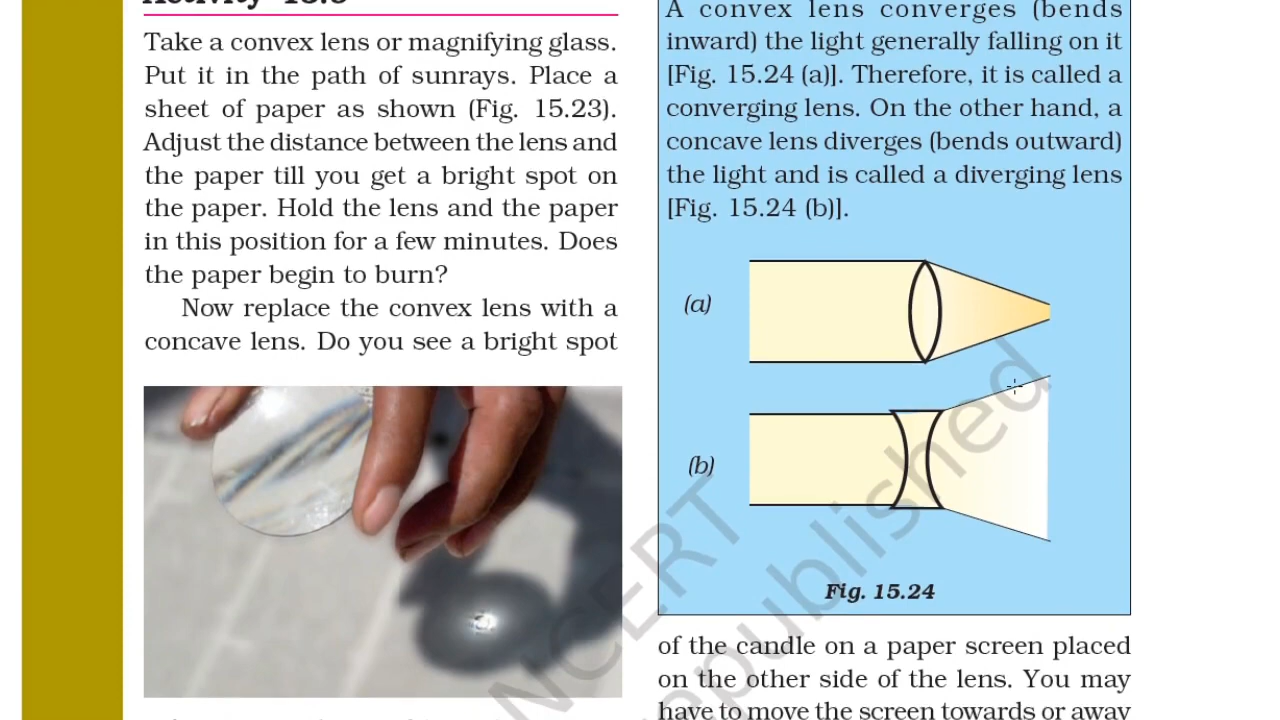 Take a convex lens or magnifying glass.
Put it in the path of sunrays. Place a
sheet of paper as shown (Fig. 15.23).
Adjust the distance between the lens and
the paper till you get a bright spot on
the paper. Hold the lens and the paper
in this position for a few minutes. Does
the paper begin to burn?
Now replace the convex lens with a
concave lens. Do you see a bright spot
A convex lens converges (bends
inward) the light generally falling on it
[Fig. 15.24 (a)]. Therefore, it is called a
converging lens. On the other hand, a
concave lens diverges (bends outward)
the light and is called a diverging lens
[Fig. 15.24 (b)].
(a)
(b)
Fig. 15.24
of the candle on a paper screen placed
on the other side of the lens. You may
have to move the screen towards or away
NCERT
republished